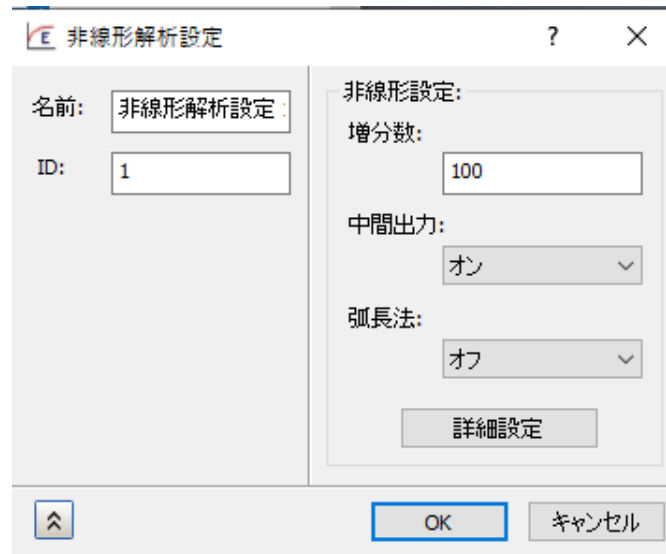 非線形解析設定
名前:
非線形解析設定 :
ID:
1
非線形設定:
増分数:
100
中間出力:
オン
弧長法:
オフ
詳細設定
OK
キャンセル